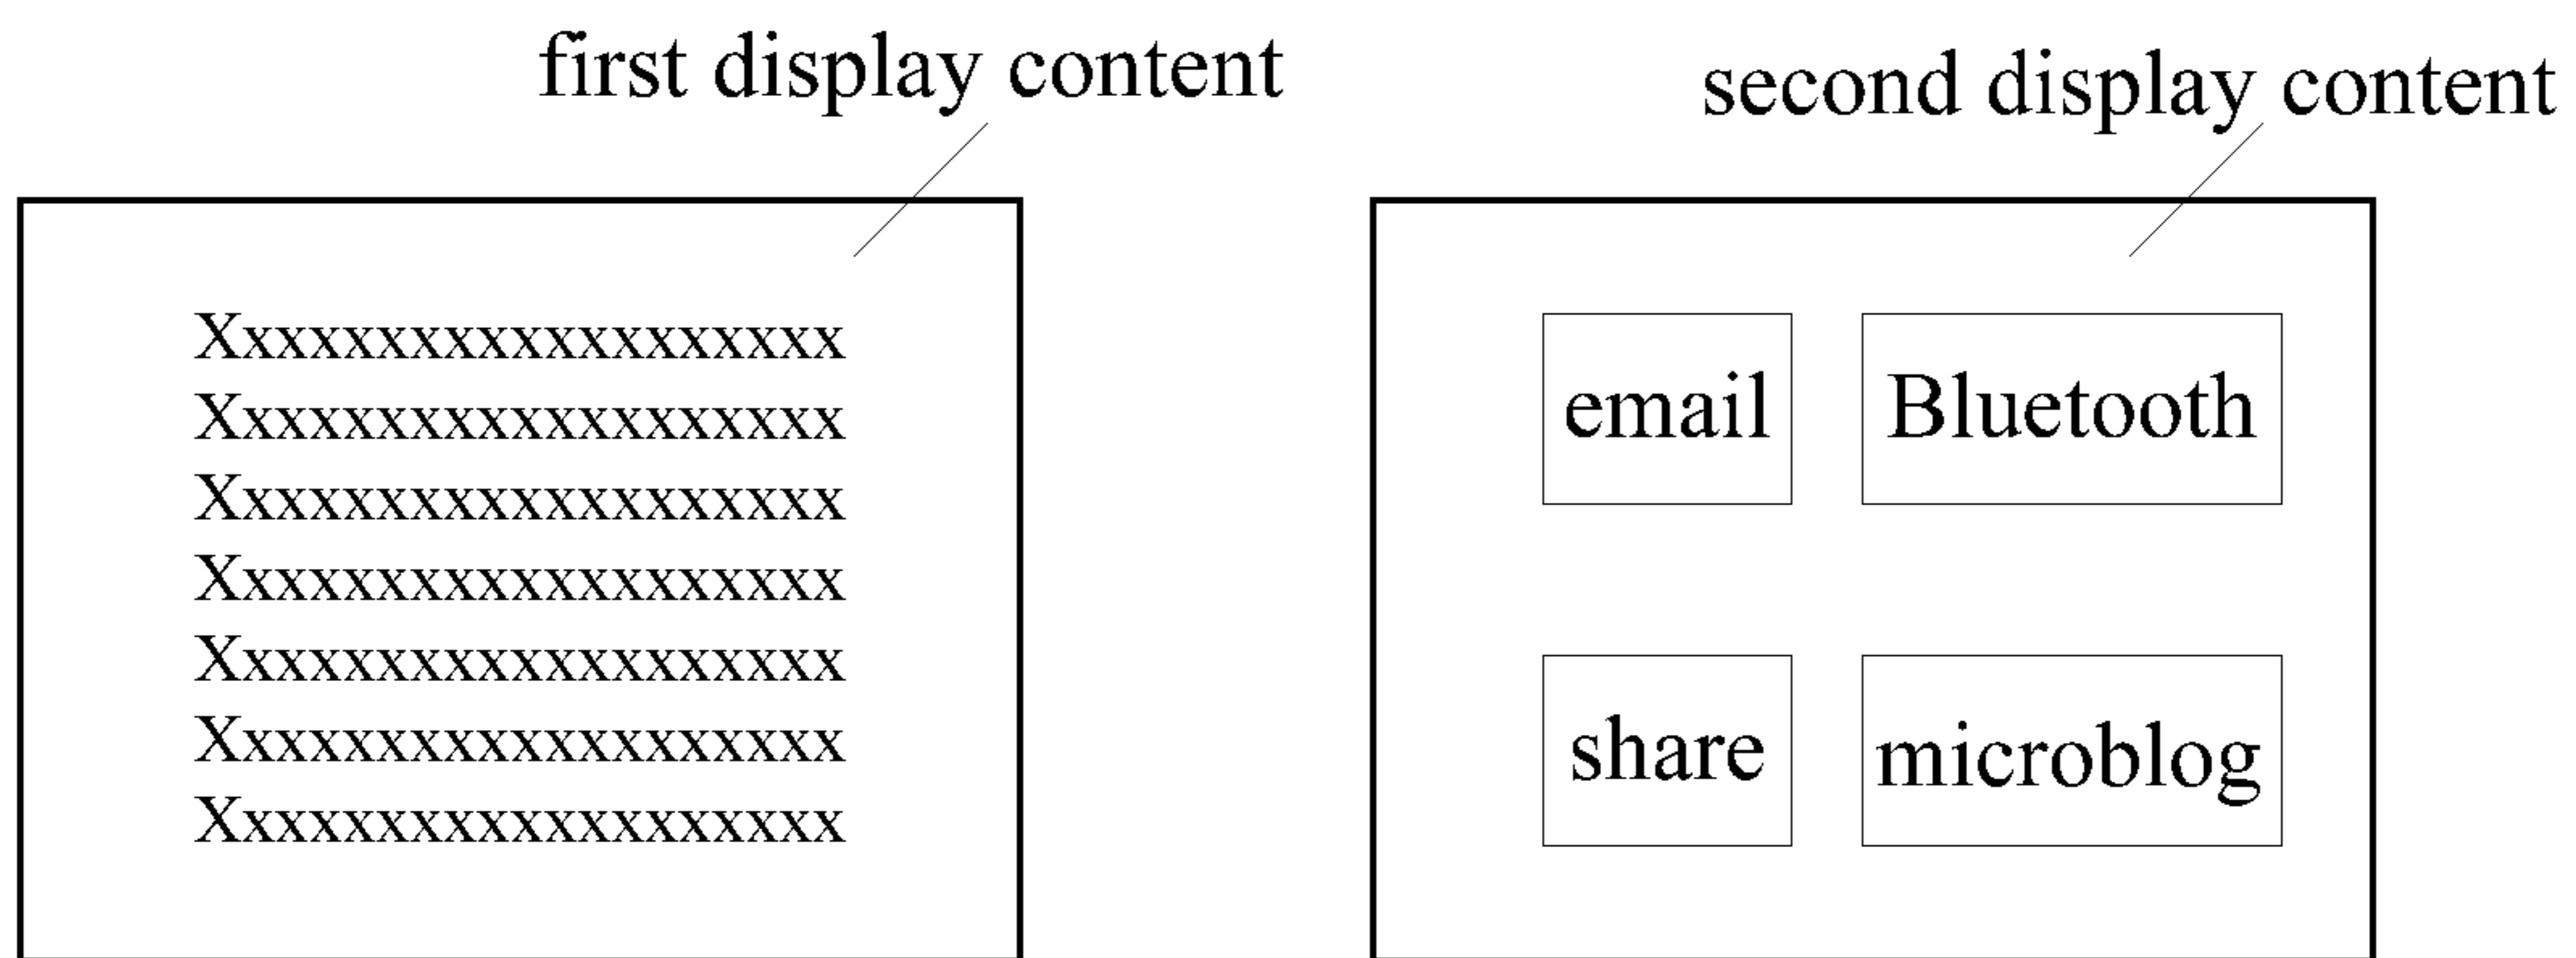 first display content
second display content
Xxxxxxxxxxxxxxxxxxx
Xxxxxxxxxxxxxxxxxxx
Xxxxxxxxxxxxxxxxxxx
Xxxxxxxxxxxxxxxxxxx
Xxxxxxxxxxxxxxxxxxx
Xxxxxxxxxxxxxxxxxxx
Xxxxxxxxxxxxxxxxxxx
email
Bluetooth
share
microblog